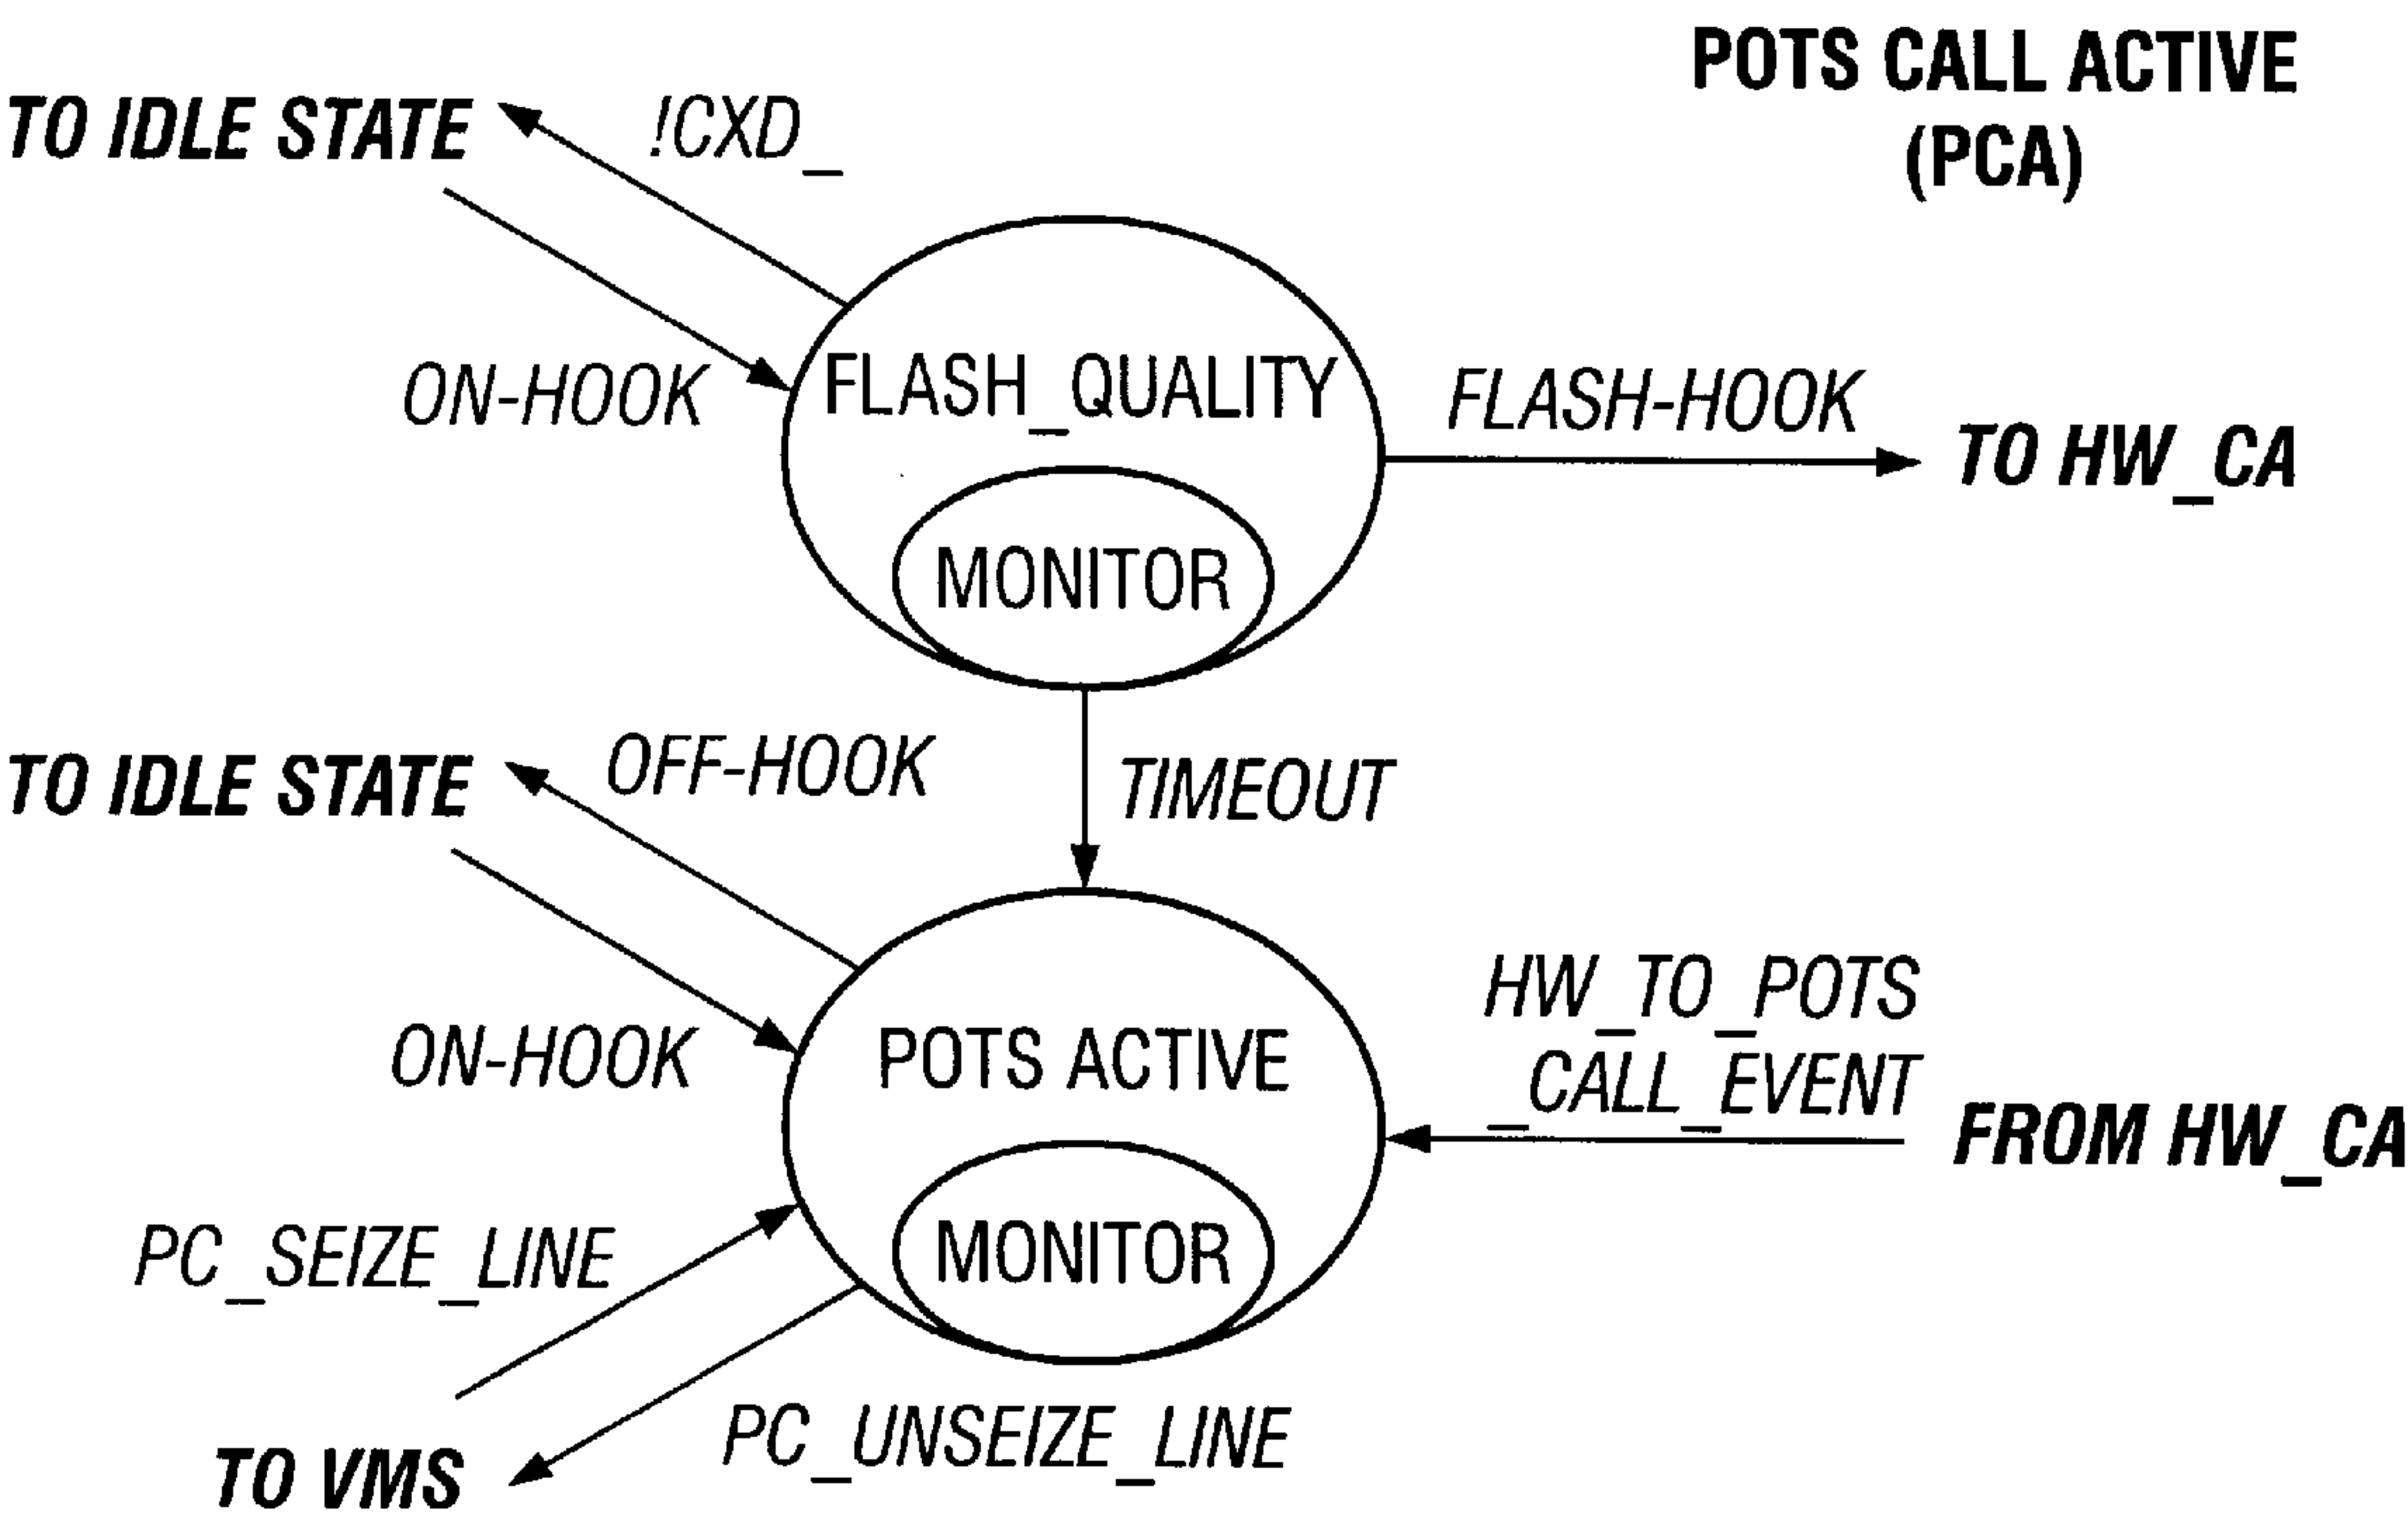 POTS CALL ACTIVE
(PCA)
TO IDLE STATE
!CXD_
ON-HOOK
FLASH_QUALITY
MONITOR
FLASH-HOOK
TO HW_CA
TO IDLE STATE
OFF-HOOK
TIMEOUT
ON-HOOK
POTS ACTIVE
MONITOR
HW_TO_POTS
_CALL_EVENT
FROM HW_CA
PC_SEIZE_LINE
PC_UNSEIZE_LINE
TO VMS